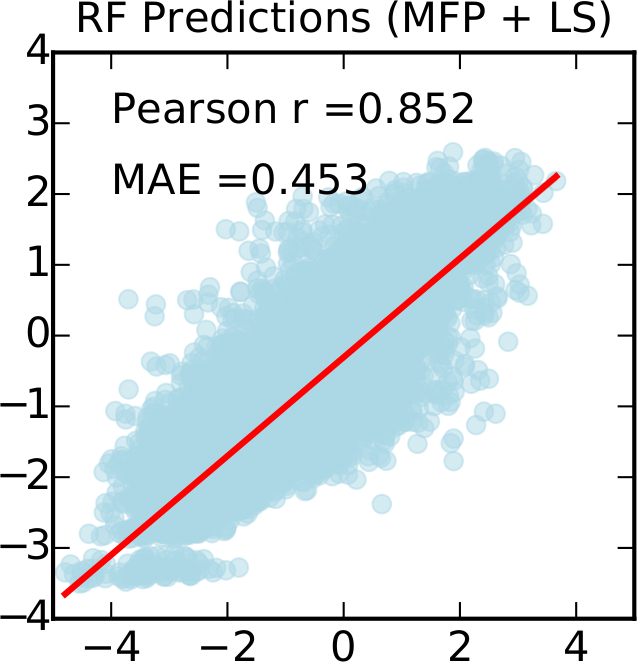 RF Predictions (MFP + LS)
4
Pearson r =0.852
3
MAE =0.453
2
1
0
−1
−2
−3
−4
−4 −2 0 2 4